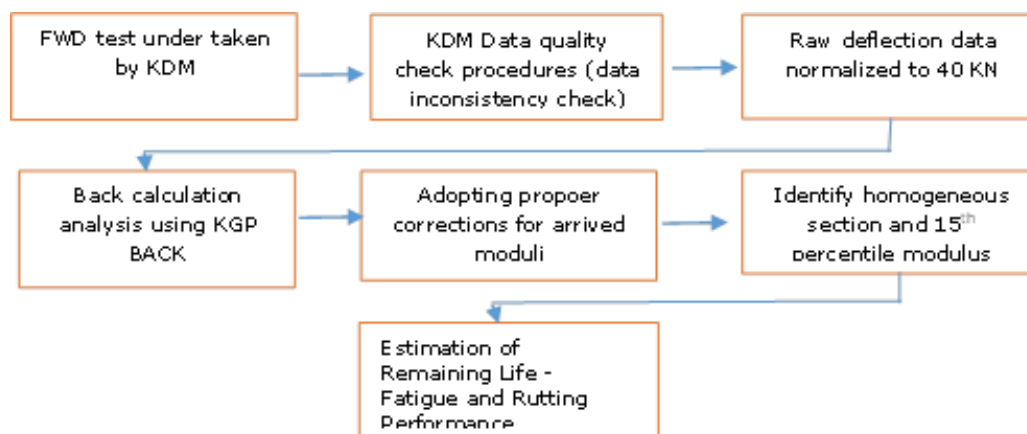 FWD test under taken
by KDM
KDM Data quality
check procedures (data
inconsistency check)
Raw deflection data
normalized to 40 KN
Back calculation
analysis using KGP
BACK
Adopting propoer
corrections for arrived
moduli
Identify homogeneous
section and 15th
percentile modulus
Estimation of
Remaining Life -
Fatigue and Rutting
Performance